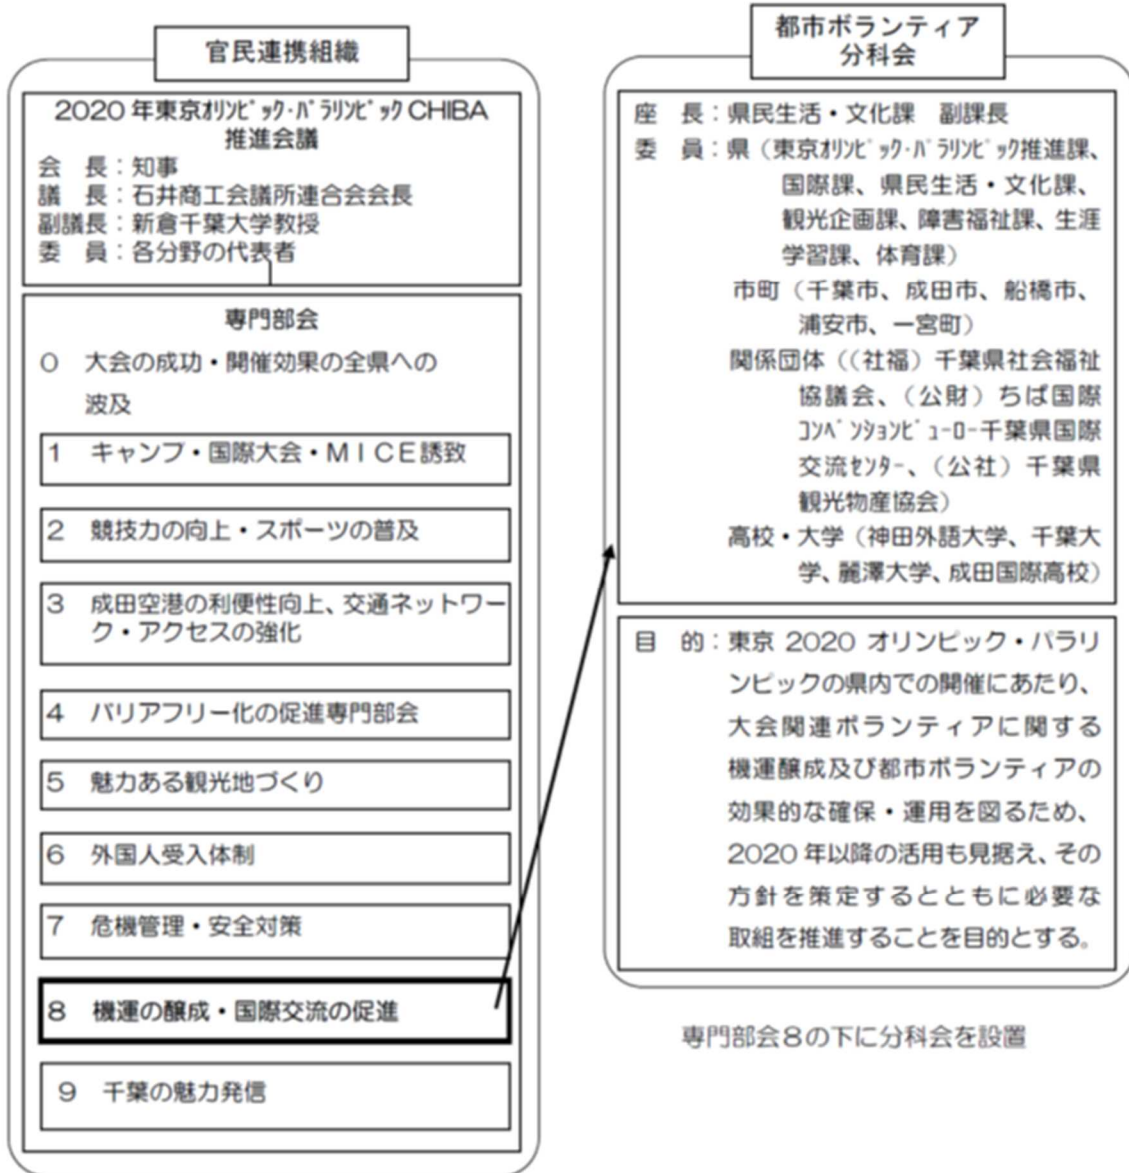 官民連携組織
2020年東京ｵﾘﾝﾋﾟｯｸ･ﾊﾟﾗﾘﾝﾋﾟｯｸCHIBA
推進会議
会　長：知事
議　長：石井商工会議所連合会会長
副議長：新倉千葉大学教授
委　員：各分野の代表者
専門部会
0　大会の成功・開催効果の全県への
波及
1　キャンプ・国際大会・ＭＩＣＥ誘致
2　競技力の向上・スポーツの普及
3　成田空港の利便性向上、交通ネットワー
ク・アクセスの強化
4　バリアフリー化の促進専門部会
5　魅力ある観光地づくり
6　外国人受入体制
7　危機管理・安全対策
8　機運の醸成・国際交流の促進
9　千葉の魅力発信
都市ボランティア
分科会
座　長：県民生活・文化課　副課長
委　員：県（東京ｵﾘﾝﾋﾟｯｸ･ﾊﾟﾗﾘﾝﾋﾟｯｸ推進課、
国際課、県民生活・文化課、
観光企画課、障害福祉課、生涯
学習課、体育課）
市町（千葉市、成田市、船橋市、
浦安市、一宮町）
関係団体（（社福）千葉県社会福祉
協議会、（公財）ちば国際
ｺﾝﾍﾞﾝｼｮﾝﾋﾞｭｰﾛｰ千葉県国際
交流ｾﾝﾀｰ、（公社）千葉県
観光物産協会）
高校・大学（神田外語大学、千葉大
学、麗澤大学、成田国際高校）
目　的：東京 2020 オリンピック・パラリ
ンピックの県内での開催にあたり、
大会関連ボランティアに関する
機運醸成及び都市ボランティアの
効果的な確保・運用を図るため、
2020年以降の活用も見据え、その
方針を策定するとともに必要な
取組を推進することを目的とする。
専門部会８の下に分科会を設置